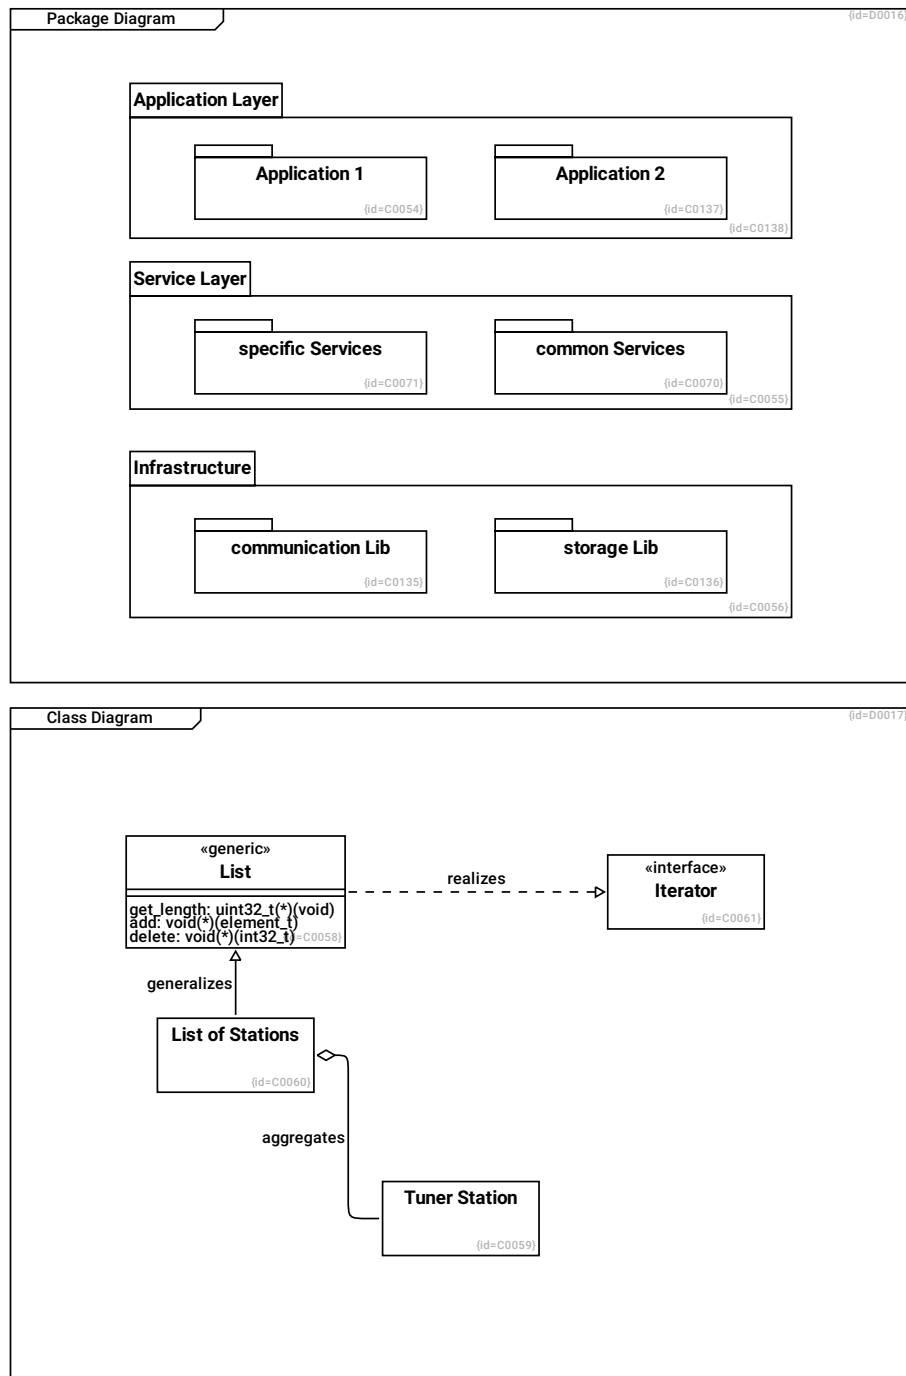 Package Diagram
{id=D0016}
Application Layer
Application 1
{id=C0054}
Application 2
{id=C0137}
{id=C0138}
Service Layer
specific Services
{id=C0071}
common Services
{id=C0070}
{id=C0055}
Infrastructure
communication Lib
{id=C0135}
storage Lib
{id=C0136}
{id=C0056}
Class Diagram
{id=D0017}
«generic»
List
get_length: uint32_t(*)(void)
add: void(*)(element_t)
delete: void(*)(int32_t)
id=C0058}
realizes
«interface»
Iterator
{id=C0061}
generalizes
List of Stations
{id=C0060}
aggregates
Tuner Station
{id=C0059}